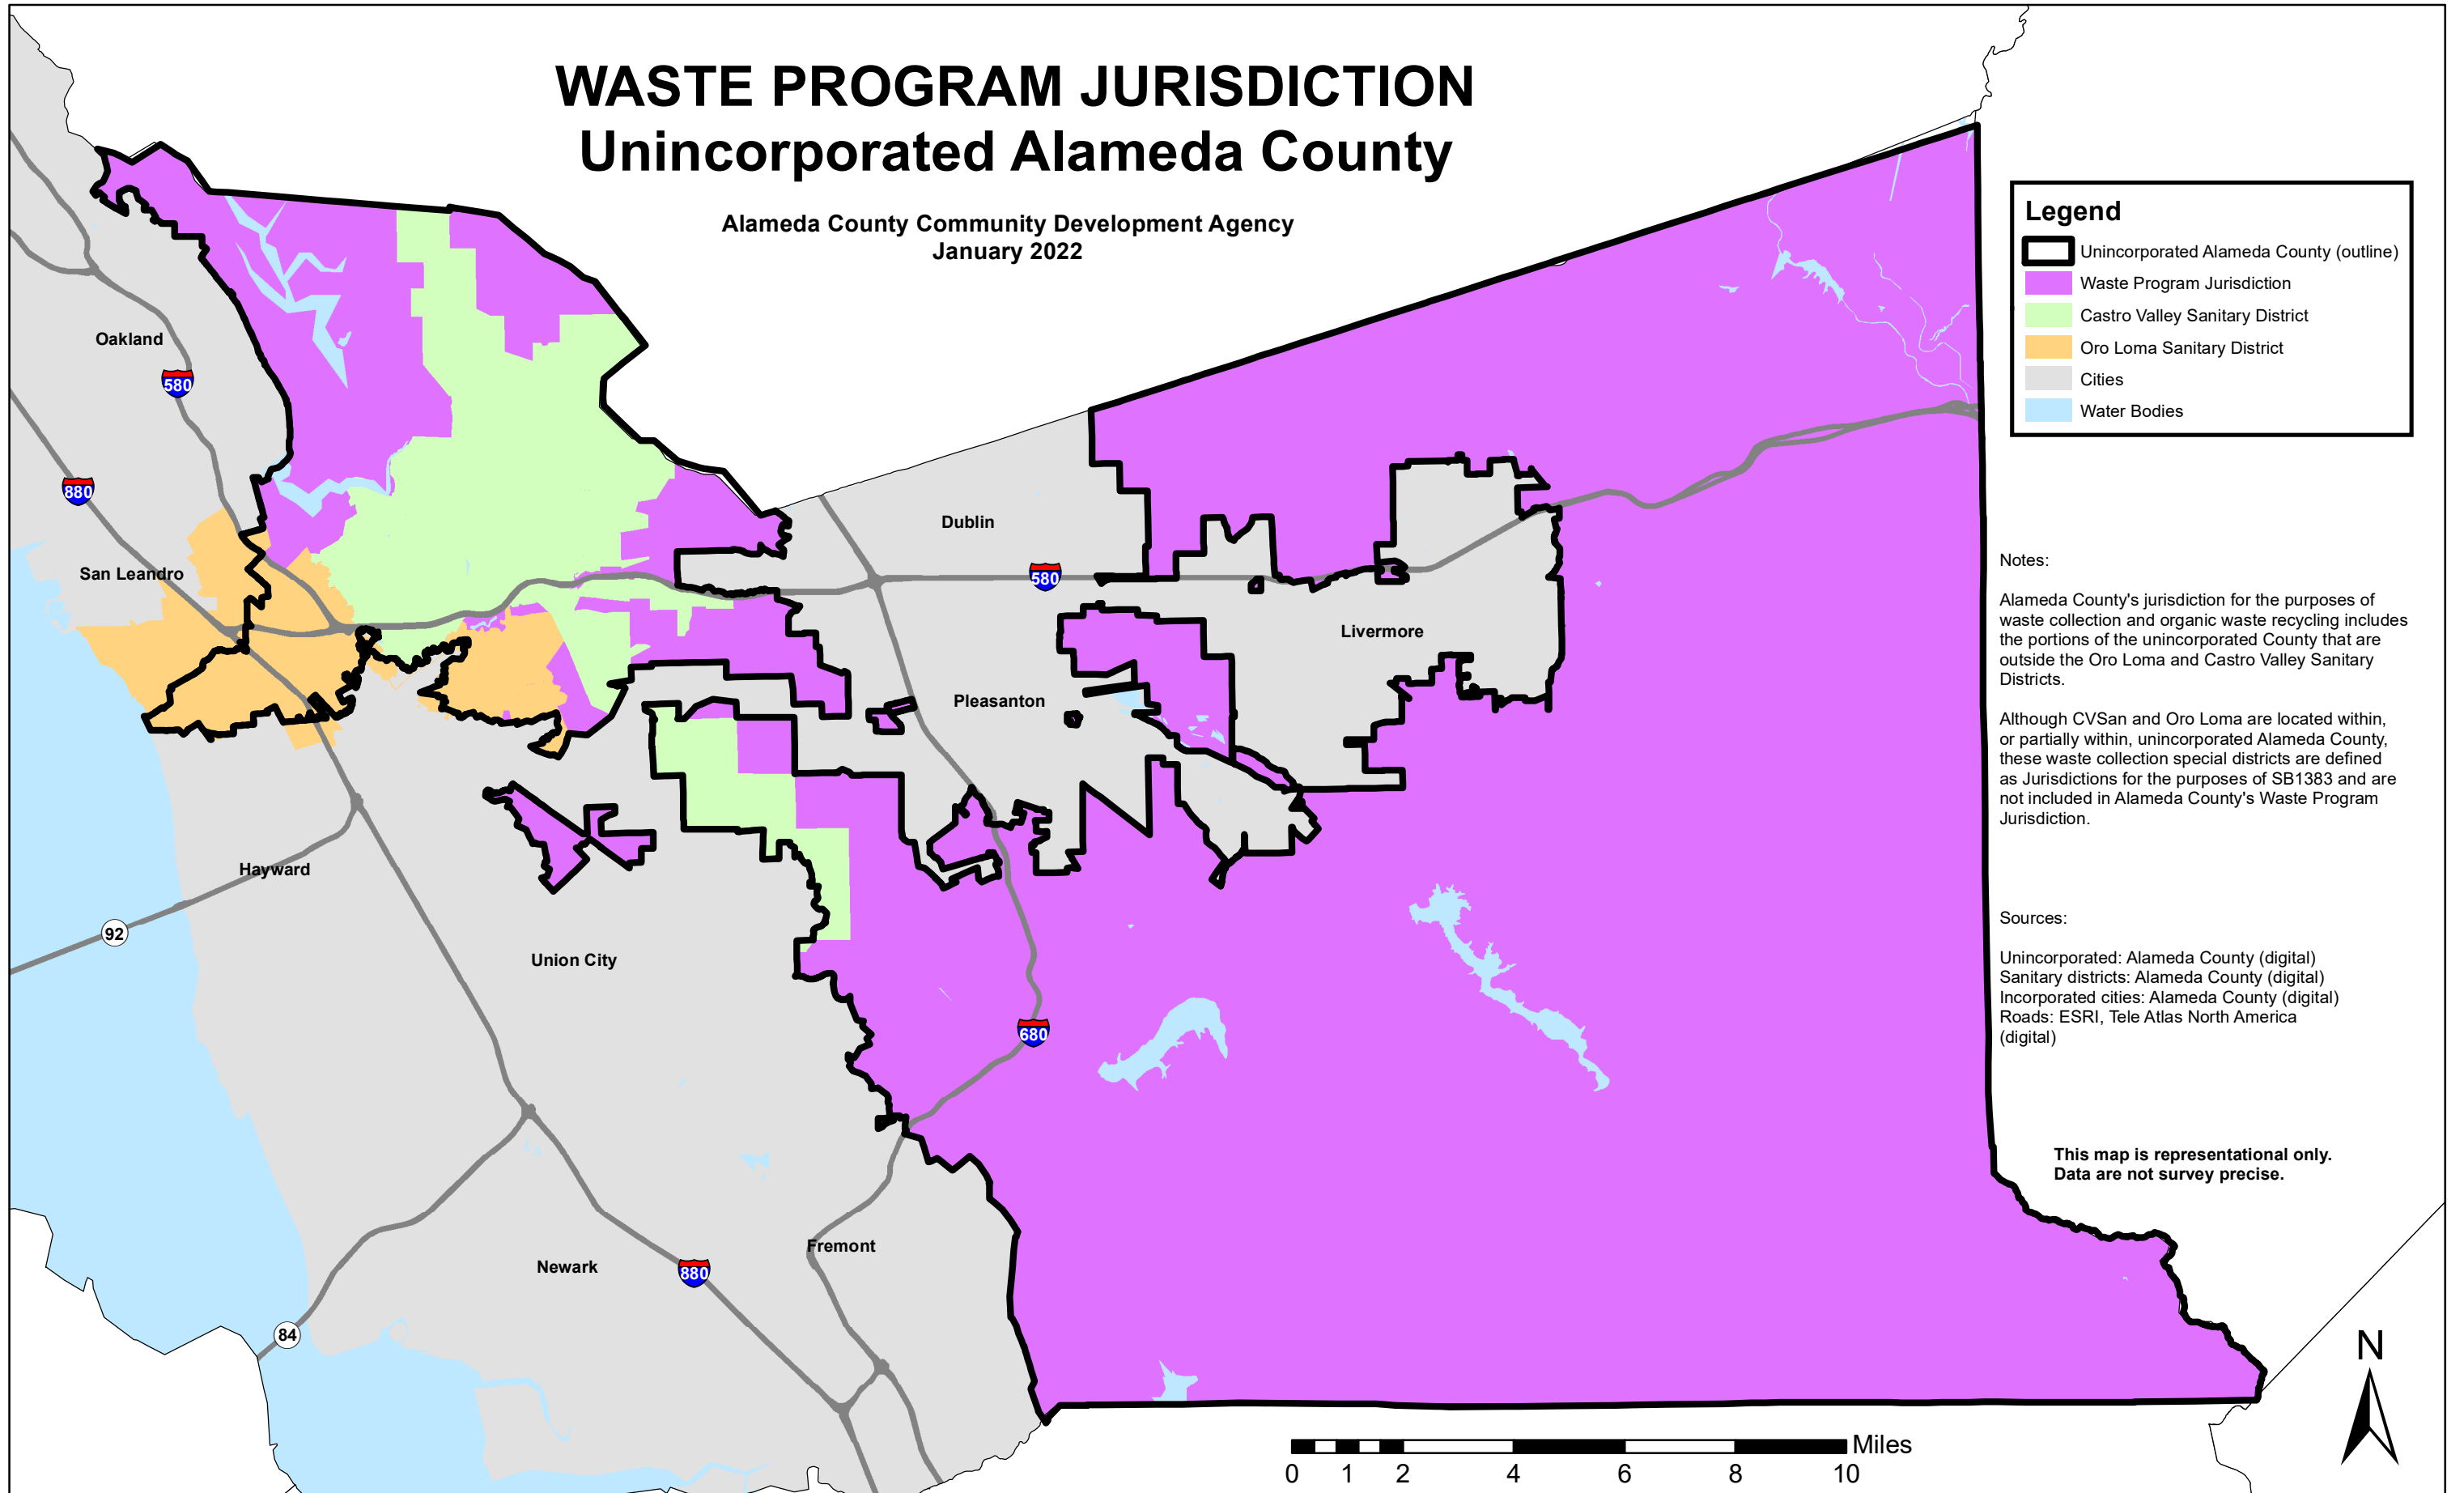 WASTE PROGRAM JURISDICTION
Unincorporated Alameda County
Alameda County Community Development Agency
January 2022
Legend
Unincorporated Alameda County (outline)
Waste Program Jurisdiction
Castro Valley Sanitary District
Oro Loma Sanitary District
Cities
Water Bodies
Oakland
580
880
San Leandro
Dublin
580
Livermore
Pleasanton
Hayward
92
Union City
680
Fremont
Newark
880
84
Notes:
Alameda County's jurisdiction for the purposes of
waste collection and organic waste recycling includes
the portions of the unincorporated County that are
outside the Oro Loma and Castro Valley Sanitary
Districts.
Although CVSan and Oro Loma are located within,
or partially within, unincorporated Alameda County,
these waste collection special districts are defined
as Jurisdictions for the purposes of SB1383 and are
not included in Alameda County's Waste Program
Jurisdiction.
Sources:
Unincorporated: Alameda County (digital)
Sanitary districts: Alameda County (digital)
Incorporated cities: Alameda County (digital)
Roads: ESRI, Tele Atlas North America
(digital)
This map is representational only.
Data are not survey precise.
N
Miles
0 1 2 4 6 8 10